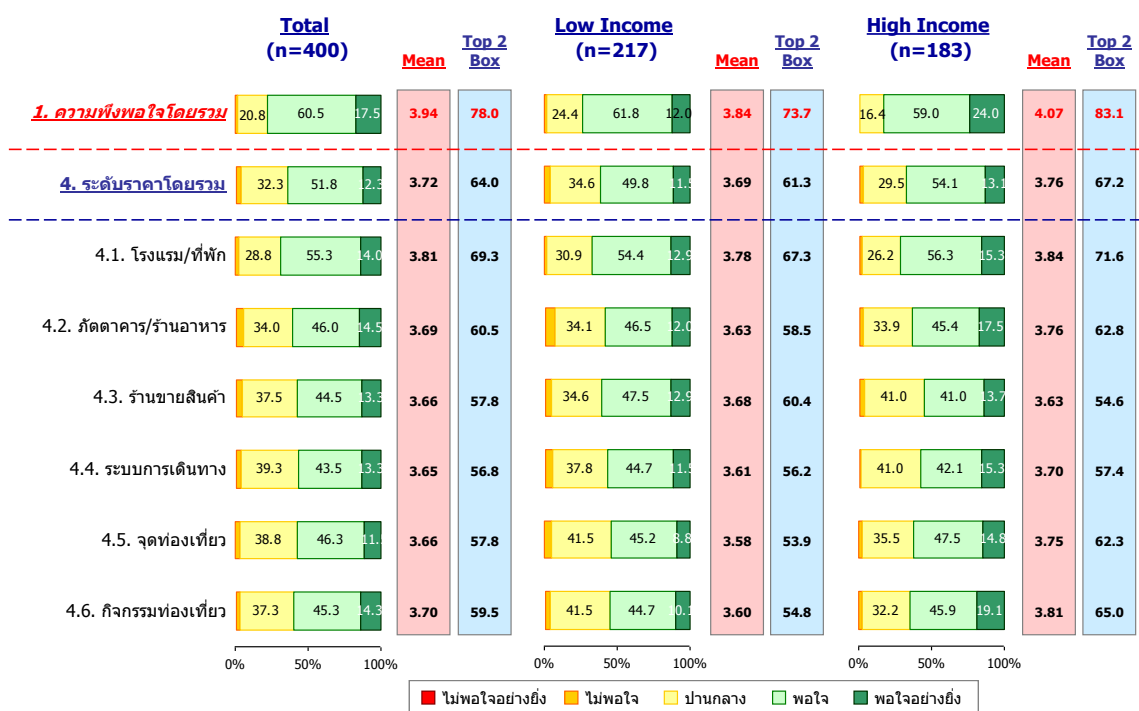 Total
(n=400)
Mean
Top 2
Box
Low Income
(n=217)
Mean
Top 2
Box
High Income
(n=183)
Mean
Top 2
Box
1. ความพึงพอใจโดยรวม 20.8 60.5 17.5 3.94 78.0 24.4 61.8 12.0 3.84 73.7 16.4 59.0 24.0 4.07 83.1
4. ระดับราคาโดยรวม 32.3 51.8 12.3 3.72 64.0 34.6 49.8 11.5 3.69 61.3 29.5 54.1 13.1 3.76 67.2
4.1. โรงแรม/ที่พัก 28.8 55.3 14.0 3.81 69.3 30.9 54.4 12.9 3.78 67.3 26.2 56.3 15.3 3.84 71.6
4.2. ภัตตาคาร/ร้านอาหาร 34.0 46.0 14.5 3.69 60.5 34.1 46.5 12.0 3.63 58.5 33.9 45.4 17.5 3.76 62.8
4.3. ร้านขายสินค้า 37.5 44.5 13.3 3.66 57.8 34.6 47.5 12.9 3.68 60.4 41.0 41.0 13.7 3.63 54.6
4.4. ระบบการเดินทาง 39.3 43.5 13.3 3.65 56.8 37.8 44.7 11.5 3.61 56.2 41.0 42.1 15.3 3.70 57.4
4.5. จุดท่องเที่ยว 38.8 46.3 3.66 57.8 41.5 45.2 8.8 3.58 53.9 35.5 47.5 14.8 3.75 62.3
4.6. กิจกรรมท่องเที่ยว 37.3 45.3 14.3 3.70 59.5 41.5 44.7 10.1 3.60 54.8 32.2 45.9 19.1 3.81 65.0
0% 50% 100% 0% 50% 100% 0% 50% 100%
ไม่พอใจอย่างยิ่ง ไม่พอใจ ปานกลาง พอใจ พอใจอย่างยิ่ง